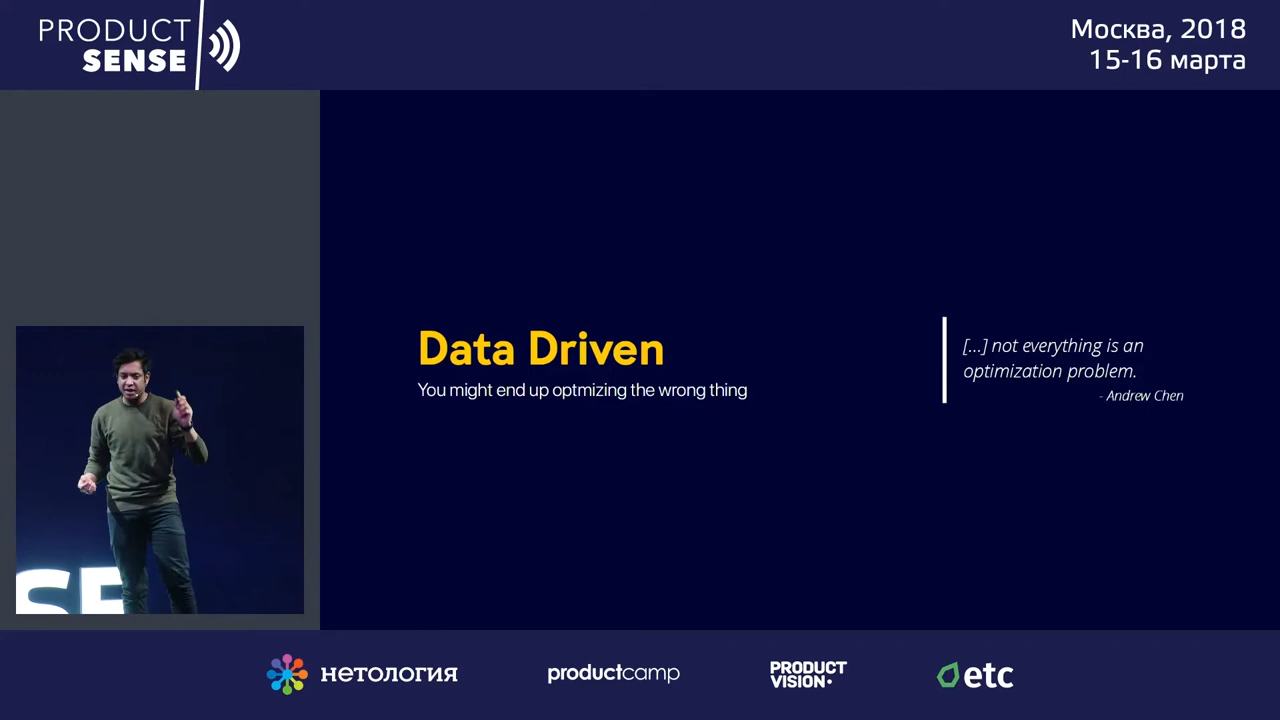 PRODUCT
SENSE
Москва, 2018
15-16 марта
Data Driven
You might end up optmizing the wrong thing
[...] not everything is an
optimization problem.
- Andrew Chen
SE
нетология
productcamp
PRODUCT
VISION•
etc